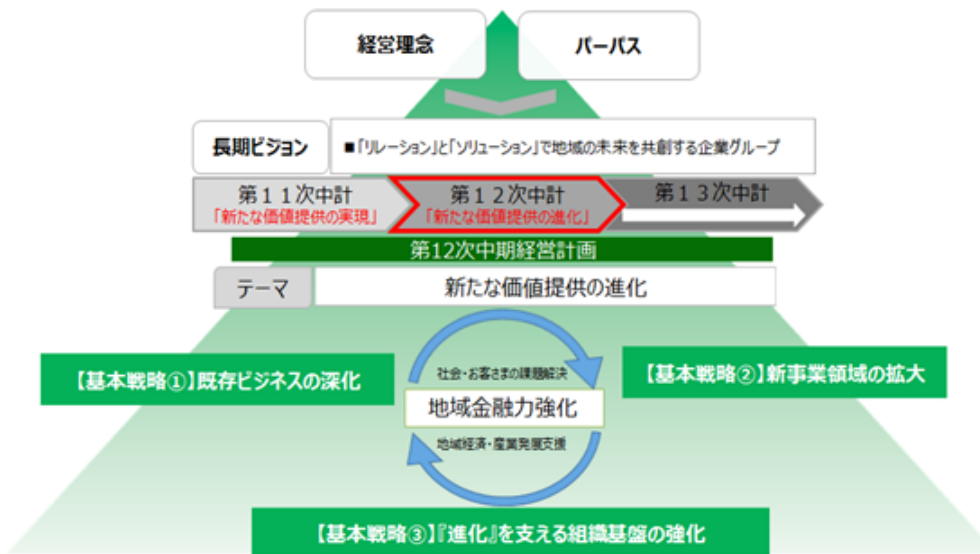 経営理念
パーパス
長期ビジョン
■「リレーション」と「ソリューション」で地域の未来を共創する企業グループ
第１１次中計
「新たな価値提供の実現」
第１２次中計
「新たな価値提供の進化」
第１３次中計
第12次中期経営計画
テーマ
新たな価値提供の進化
【基本戦略①】既存ビジネスの深化
【基本戦略②】新事業領域の拡大
社会・お客さまの課題解決
地域金融力強化
地域経済・産業発展支援
【基本戦略③】『進化』を支える組織基盤の強化